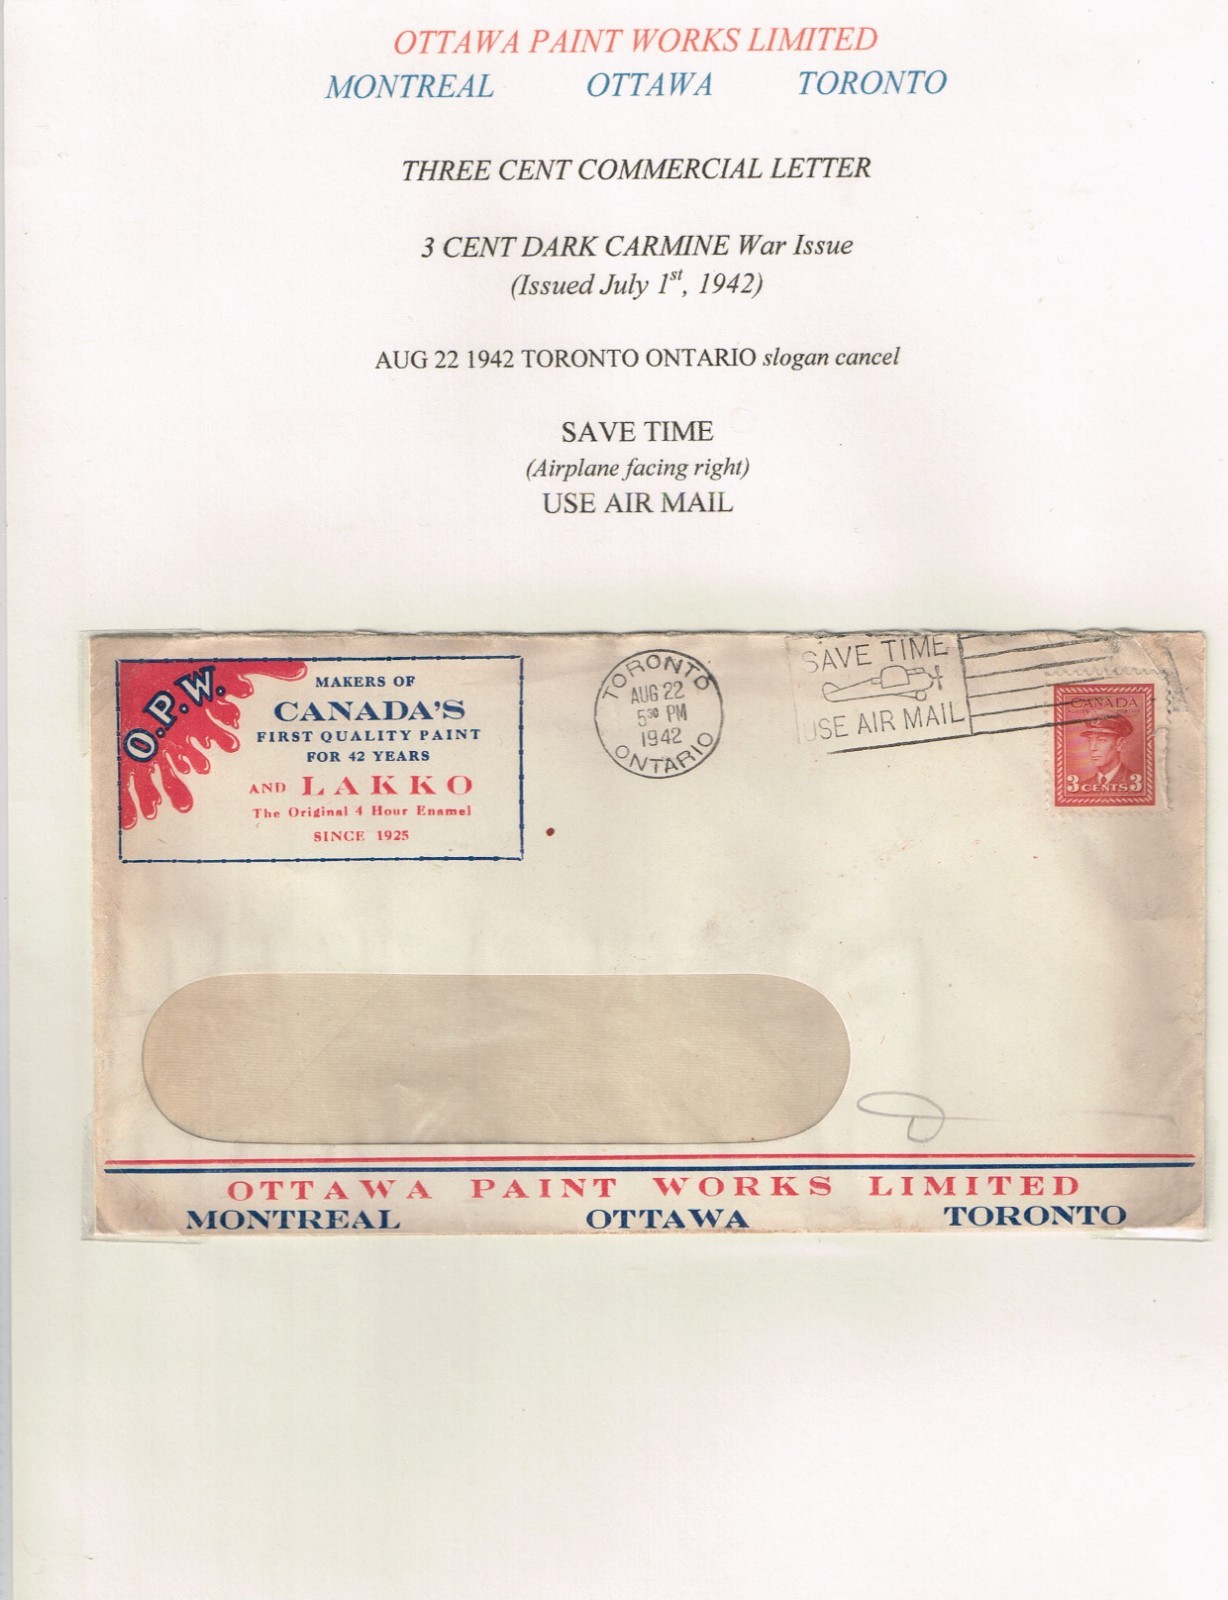 OTTAWA PAINT WORKS LIMITED
MONTREAL OTTAWA TORONTO
THREE CENT COMMERCIAL LETTER
3 CENT DARK CARMINE War Issue
(Issued July 1st, 1942)
AUG 22 1942 TORONTO ONTARIO slogan cancel
SAVE TIME
(Airplane facing right)
USE AIR MAIL
O.P.W.
MAKERS OF
CANADA'S
FIRST QUALITY PAINT
FOR 42 YEARS
AND LAKKO
The Original 4 Hour Enamel
SINCE 1925
TORONTO
AUG 22
5 30 PM
1942
ONTARIO
SAVE TIME
USE AIR MAIL
CANADA
3 CENTS 3
OTTAWA PAINT WORKS LIMITED
MONTREAL OTTAWA TORONTO